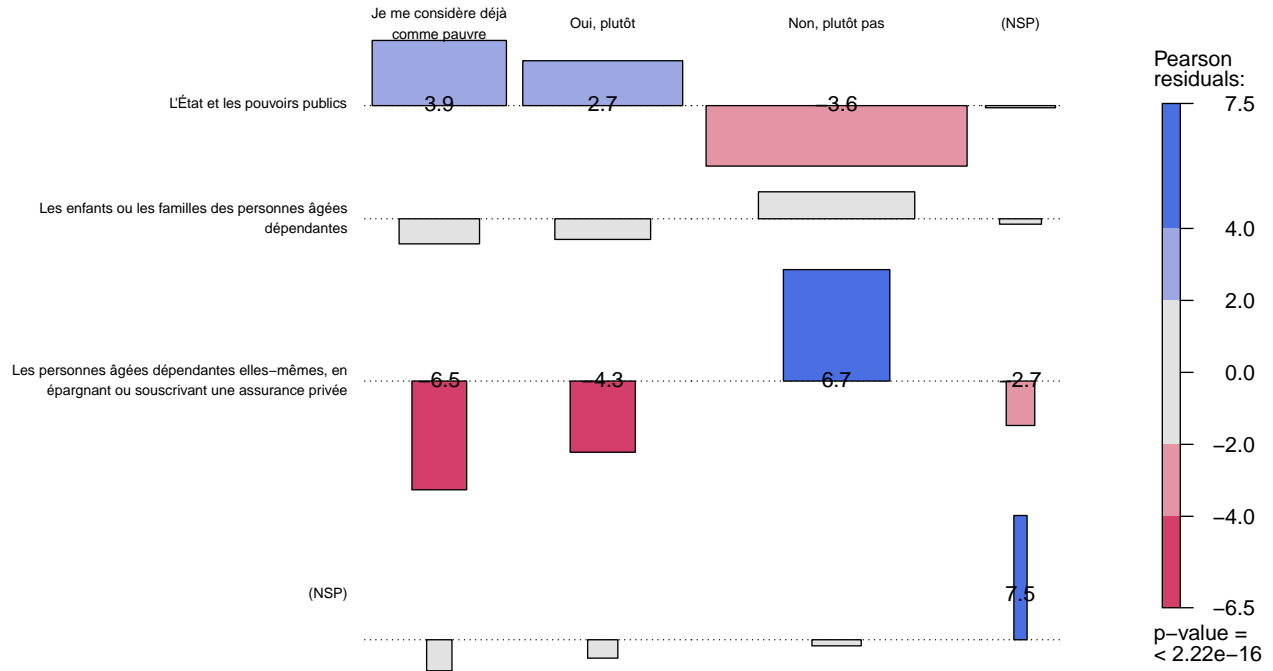 Je me considère déjà
comme pauvre
Oui, plutôt
Non, plutôt pas
(NSP)
L'État et les pouvoirs publics
3.9
2.7
−3.6
Les enfants ou les familles des personnes âgées
dépendantes
Les personnes âgées dépendantes elles−mêmes, en
épargnant ou souscrivant une assurance privée
−6.5
−4.3
6.7
−2.7
(NSP)
7.5
Pearson
residuals:
7.5
4.0
2.0
0.0
−2.0
−4.0
−6.5
p−value =
< 2.22e−16